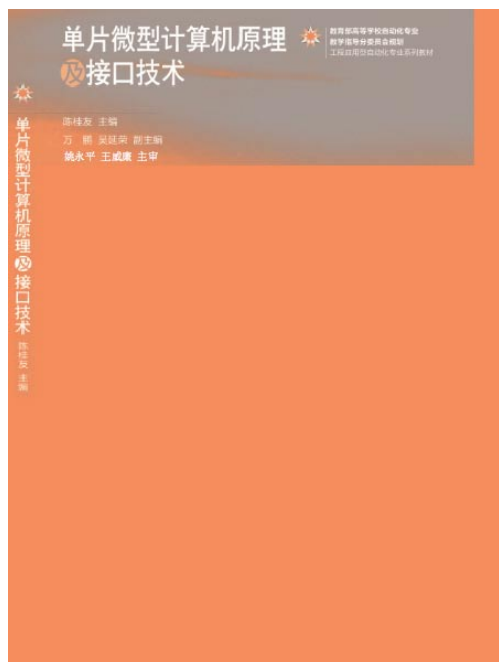 单片微型计算机原理
及接口技术
教育部高等学校自动化专业
教学指导分委员会规划
工程应用型自动化专业系列教材
陈桂友 主编
万鹏 吴延荣 副主编
姚永平 王威廉 主审
单片微型计算机原理及接口技术
陈桂友 主编